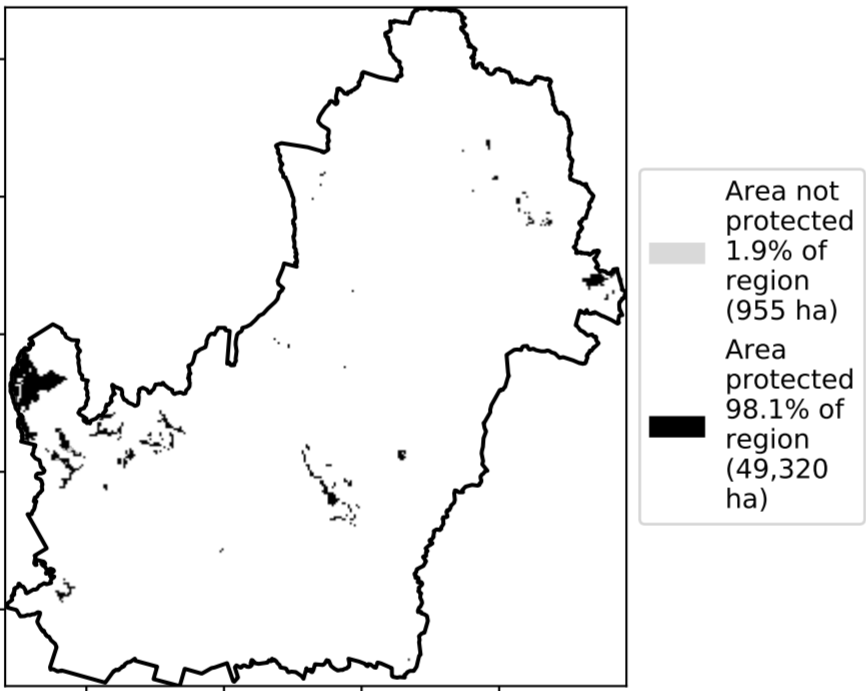 Area not
protected
1.9% of
region
(955 ha)
Area
protected
98.1% of
region
(49,320
ha)